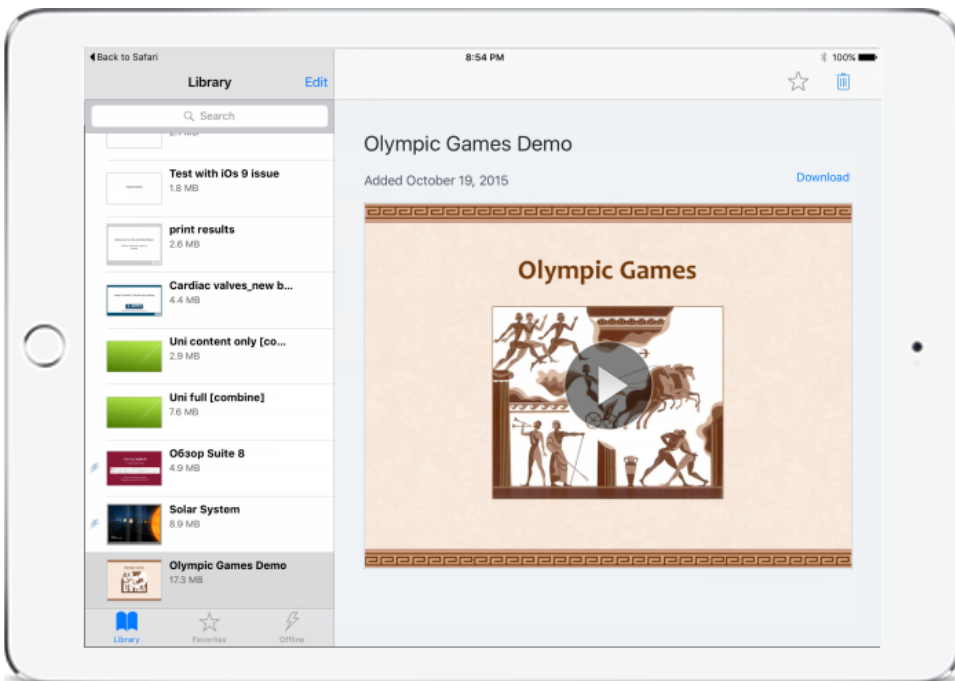 Back to Safari
8:54 PM
100%
Library
Edit
Search
Test with iOs 9 issue
1.8 MB
print results
2.6 MB
Cardiac valves_new b...
4.4 MB
Uni content only [co...
2.9 MB
Uni full [combine]
7.6 MB
Обзор Suite 8
4.9 MB
Solar System
8.9 MB
Olympic Games Demo
17.3 MB
Library
Favorites
Offline
Olympic Games Demo
Added October 19, 2015
Download
Olympic Games